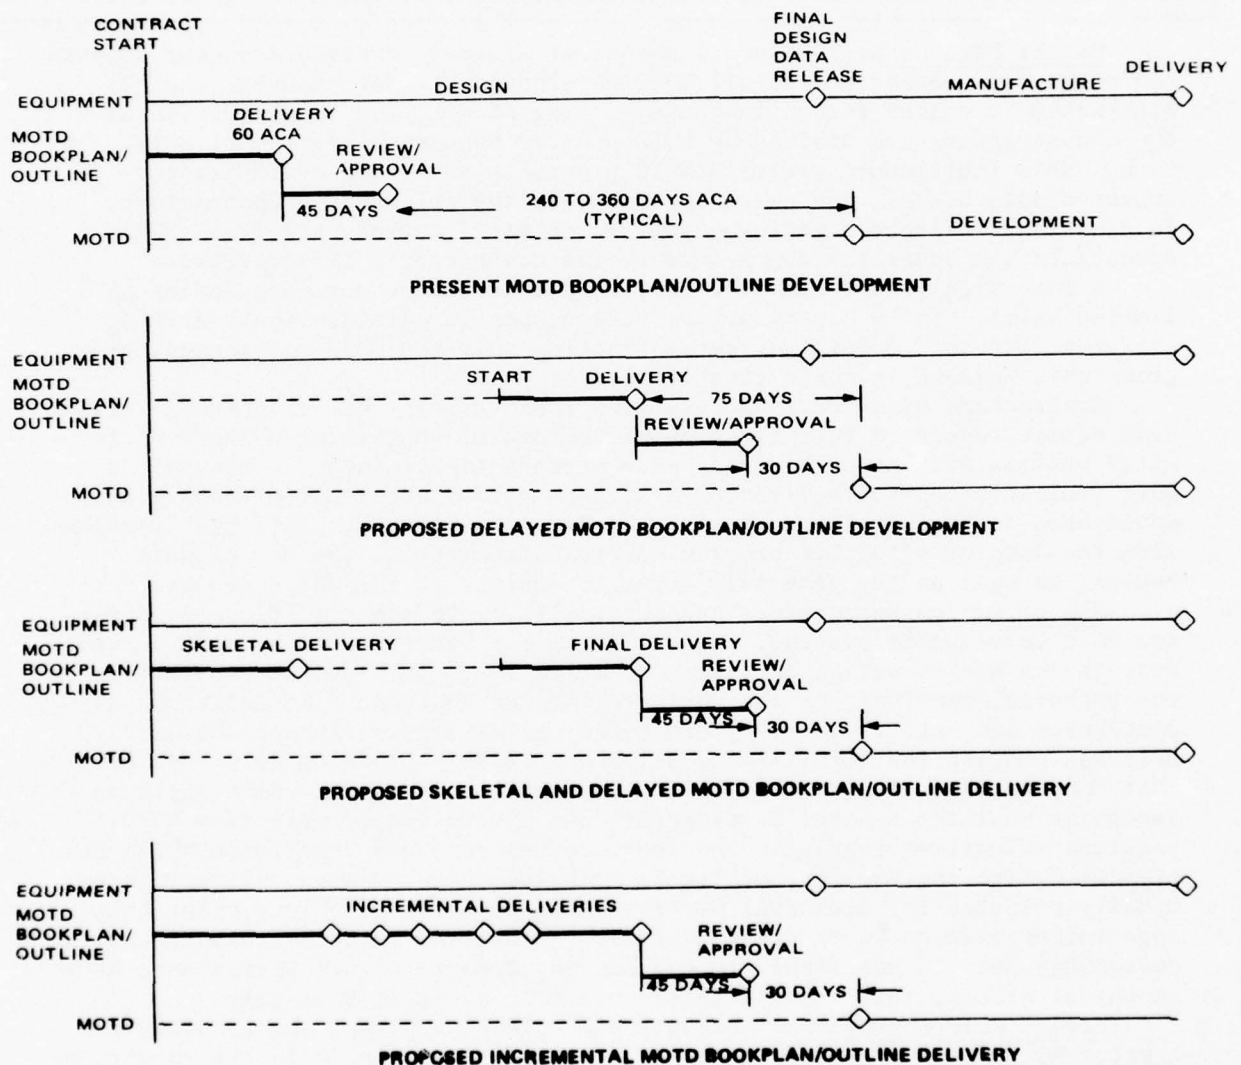 CONTRACT
START
FINAL
DESIGN
DATA
RELEASE
DELIVERY
EQUIPMENT
DESIGN
MANUFACTURE
DELIVERY
60 ACA
MOTD
BOOKPLAN/
OUTLINE
REVIEW/
APPROVAL
45 DAYS
240 TO 360 DAYS ACA
(TYPICAL)
MOTD
DEVELOPMENT
PRESENT MOTD BOOKPLAN/OUTLINE DEVELOPMENT
EQUIPMENT
MOTD
BOOKPLAN/
OUTLINE
START
DELIVERY
75 DAYS
REVIEW/APPROVAL
30 DAYS
MOTD
PROPOSED DELAYED MOTD BOOKPLAN/OUTLINE DEVELOPMENT
EQUIPMENT
MOTD
BOOKPLAN/
OUTLINE
SKELETAL DELIVERY
FINAL DELIVERY
REVIEW/
APPROVAL
45 DAYS
30 DAYS
MOTD
PROPOSED SKELETAL AND DELAYED MOTD BOOKPLAN/OUTLINE DELIVERY
EQUIPMENT
MOTD
BOOKPLAN/
OUTLINE
INCREMENTAL DELIVERIES
REVIEW/
APPROVAL
45 DAYS
30 DAYS
MOTD
PROPOSED INCREMENTAL MOTD BOOKPLAN/OUTLINE DELIVERY